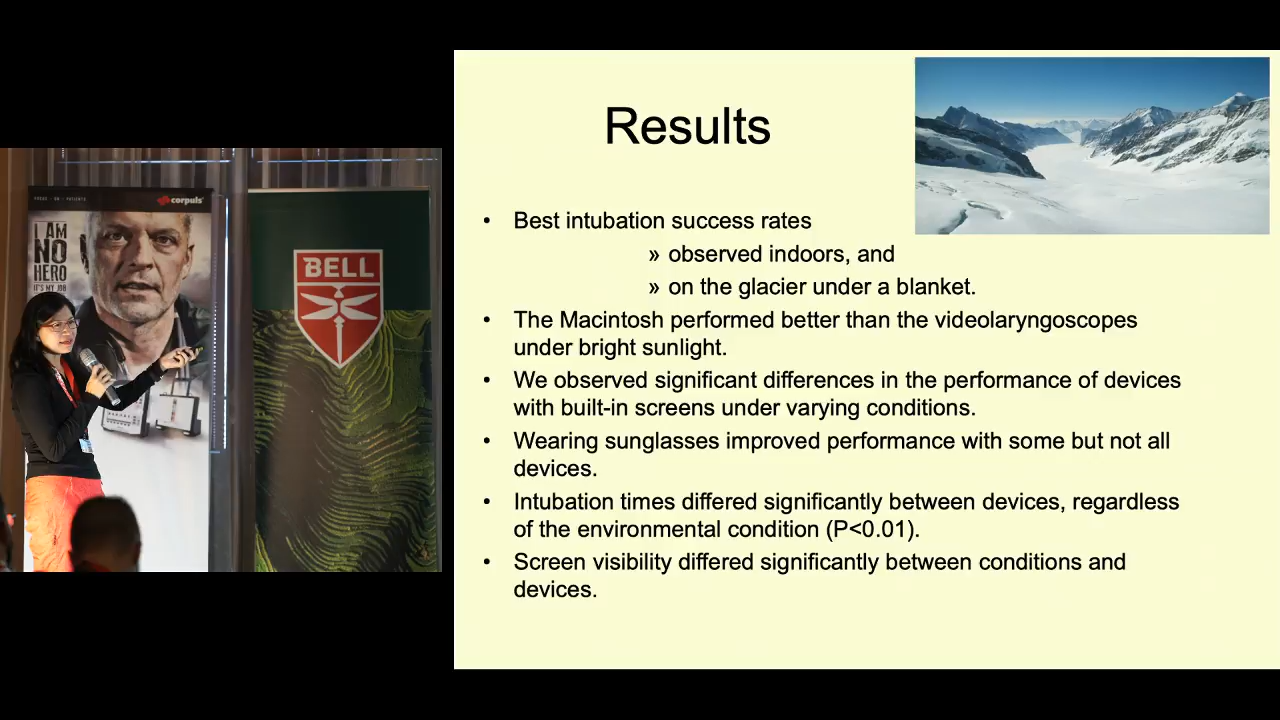 FOCUS · ON · PATIENTS
corpuls
I AM
NO
HERO
IT'S MY JOB
BELL
Results
• Best intubation success rates
» observed indoors, and
» on the glacier under a blanket.
• The Macintosh performed better than the videolaryngoscopes
under bright sunlight.
• We observed significant differences in the performance of devices
with built-in screens under varying conditions.
• Wearing sunglasses improved performance with some but not all
devices.
• Intubation times differed significantly between devices, regardless
of the environmental condition (P<0.01).
• Screen visibility differed significantly between conditions and
devices.